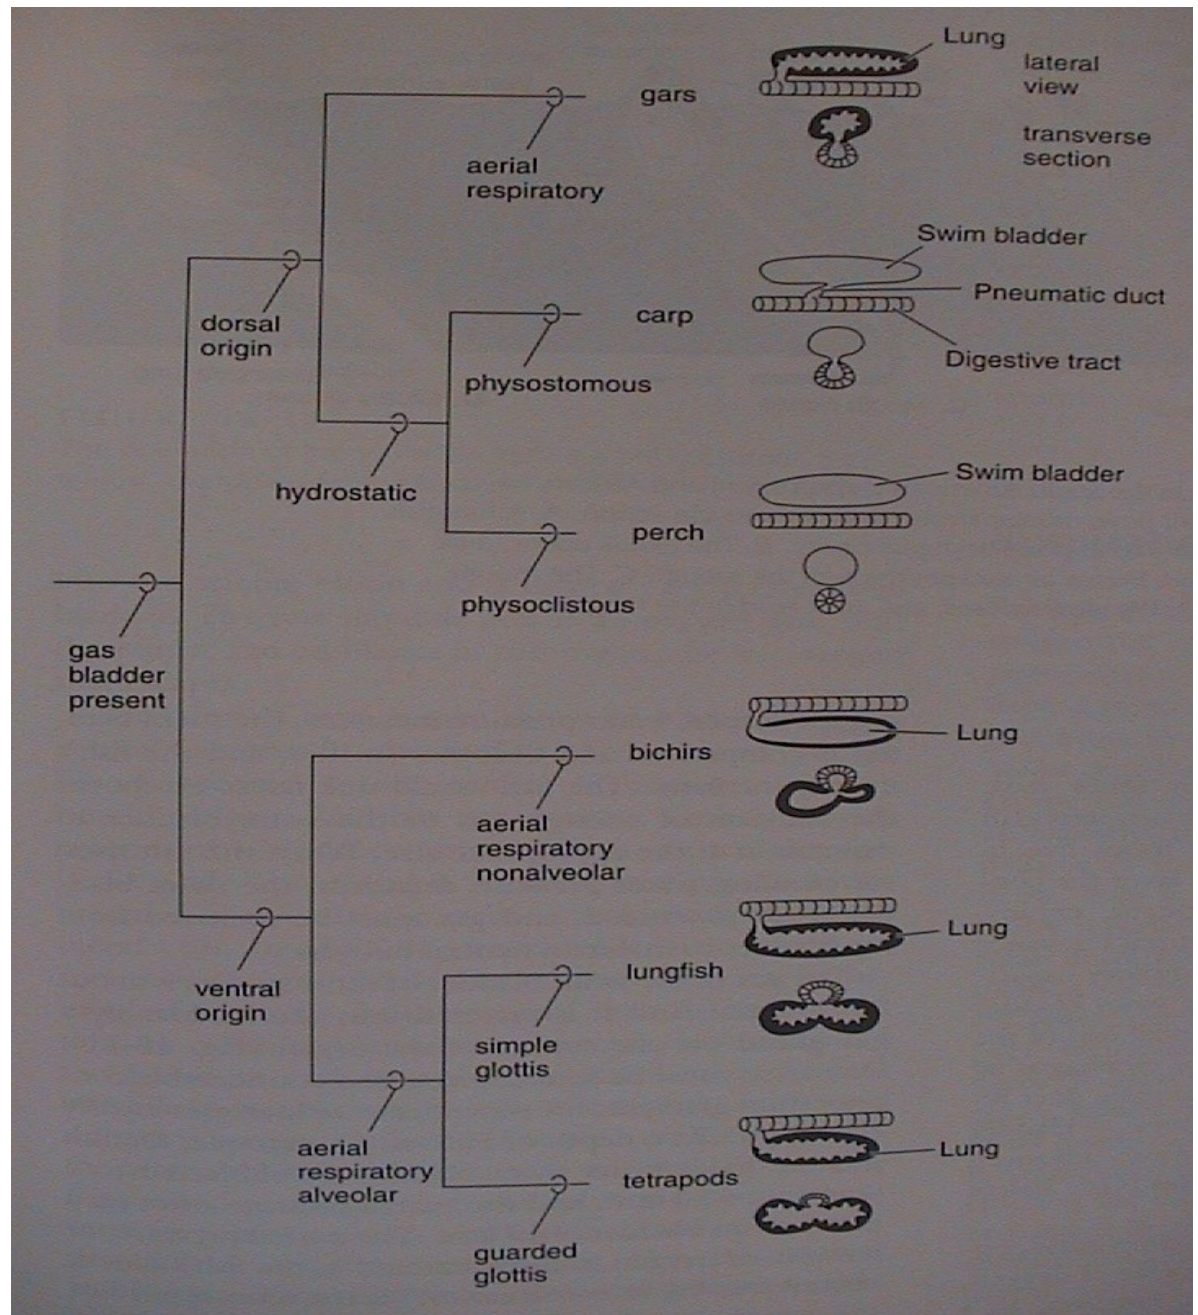 Lung
lateral
view
gars
transverse
section
aerial
respiratory
Swim bladder
Pneumatic duct
carp
dorsal
origin
Digestive tract
physostomous
Swim bladder
hydrostatic
perch
physoclistous
gas
bladder
present
Lung
bichirs
aerial
respiratory
nonalveolar
Lung
lungfish
ventral
origin
simple
glottis
aerial
respiratory
alveolar
Lung
tetrapods
guarded
glottis